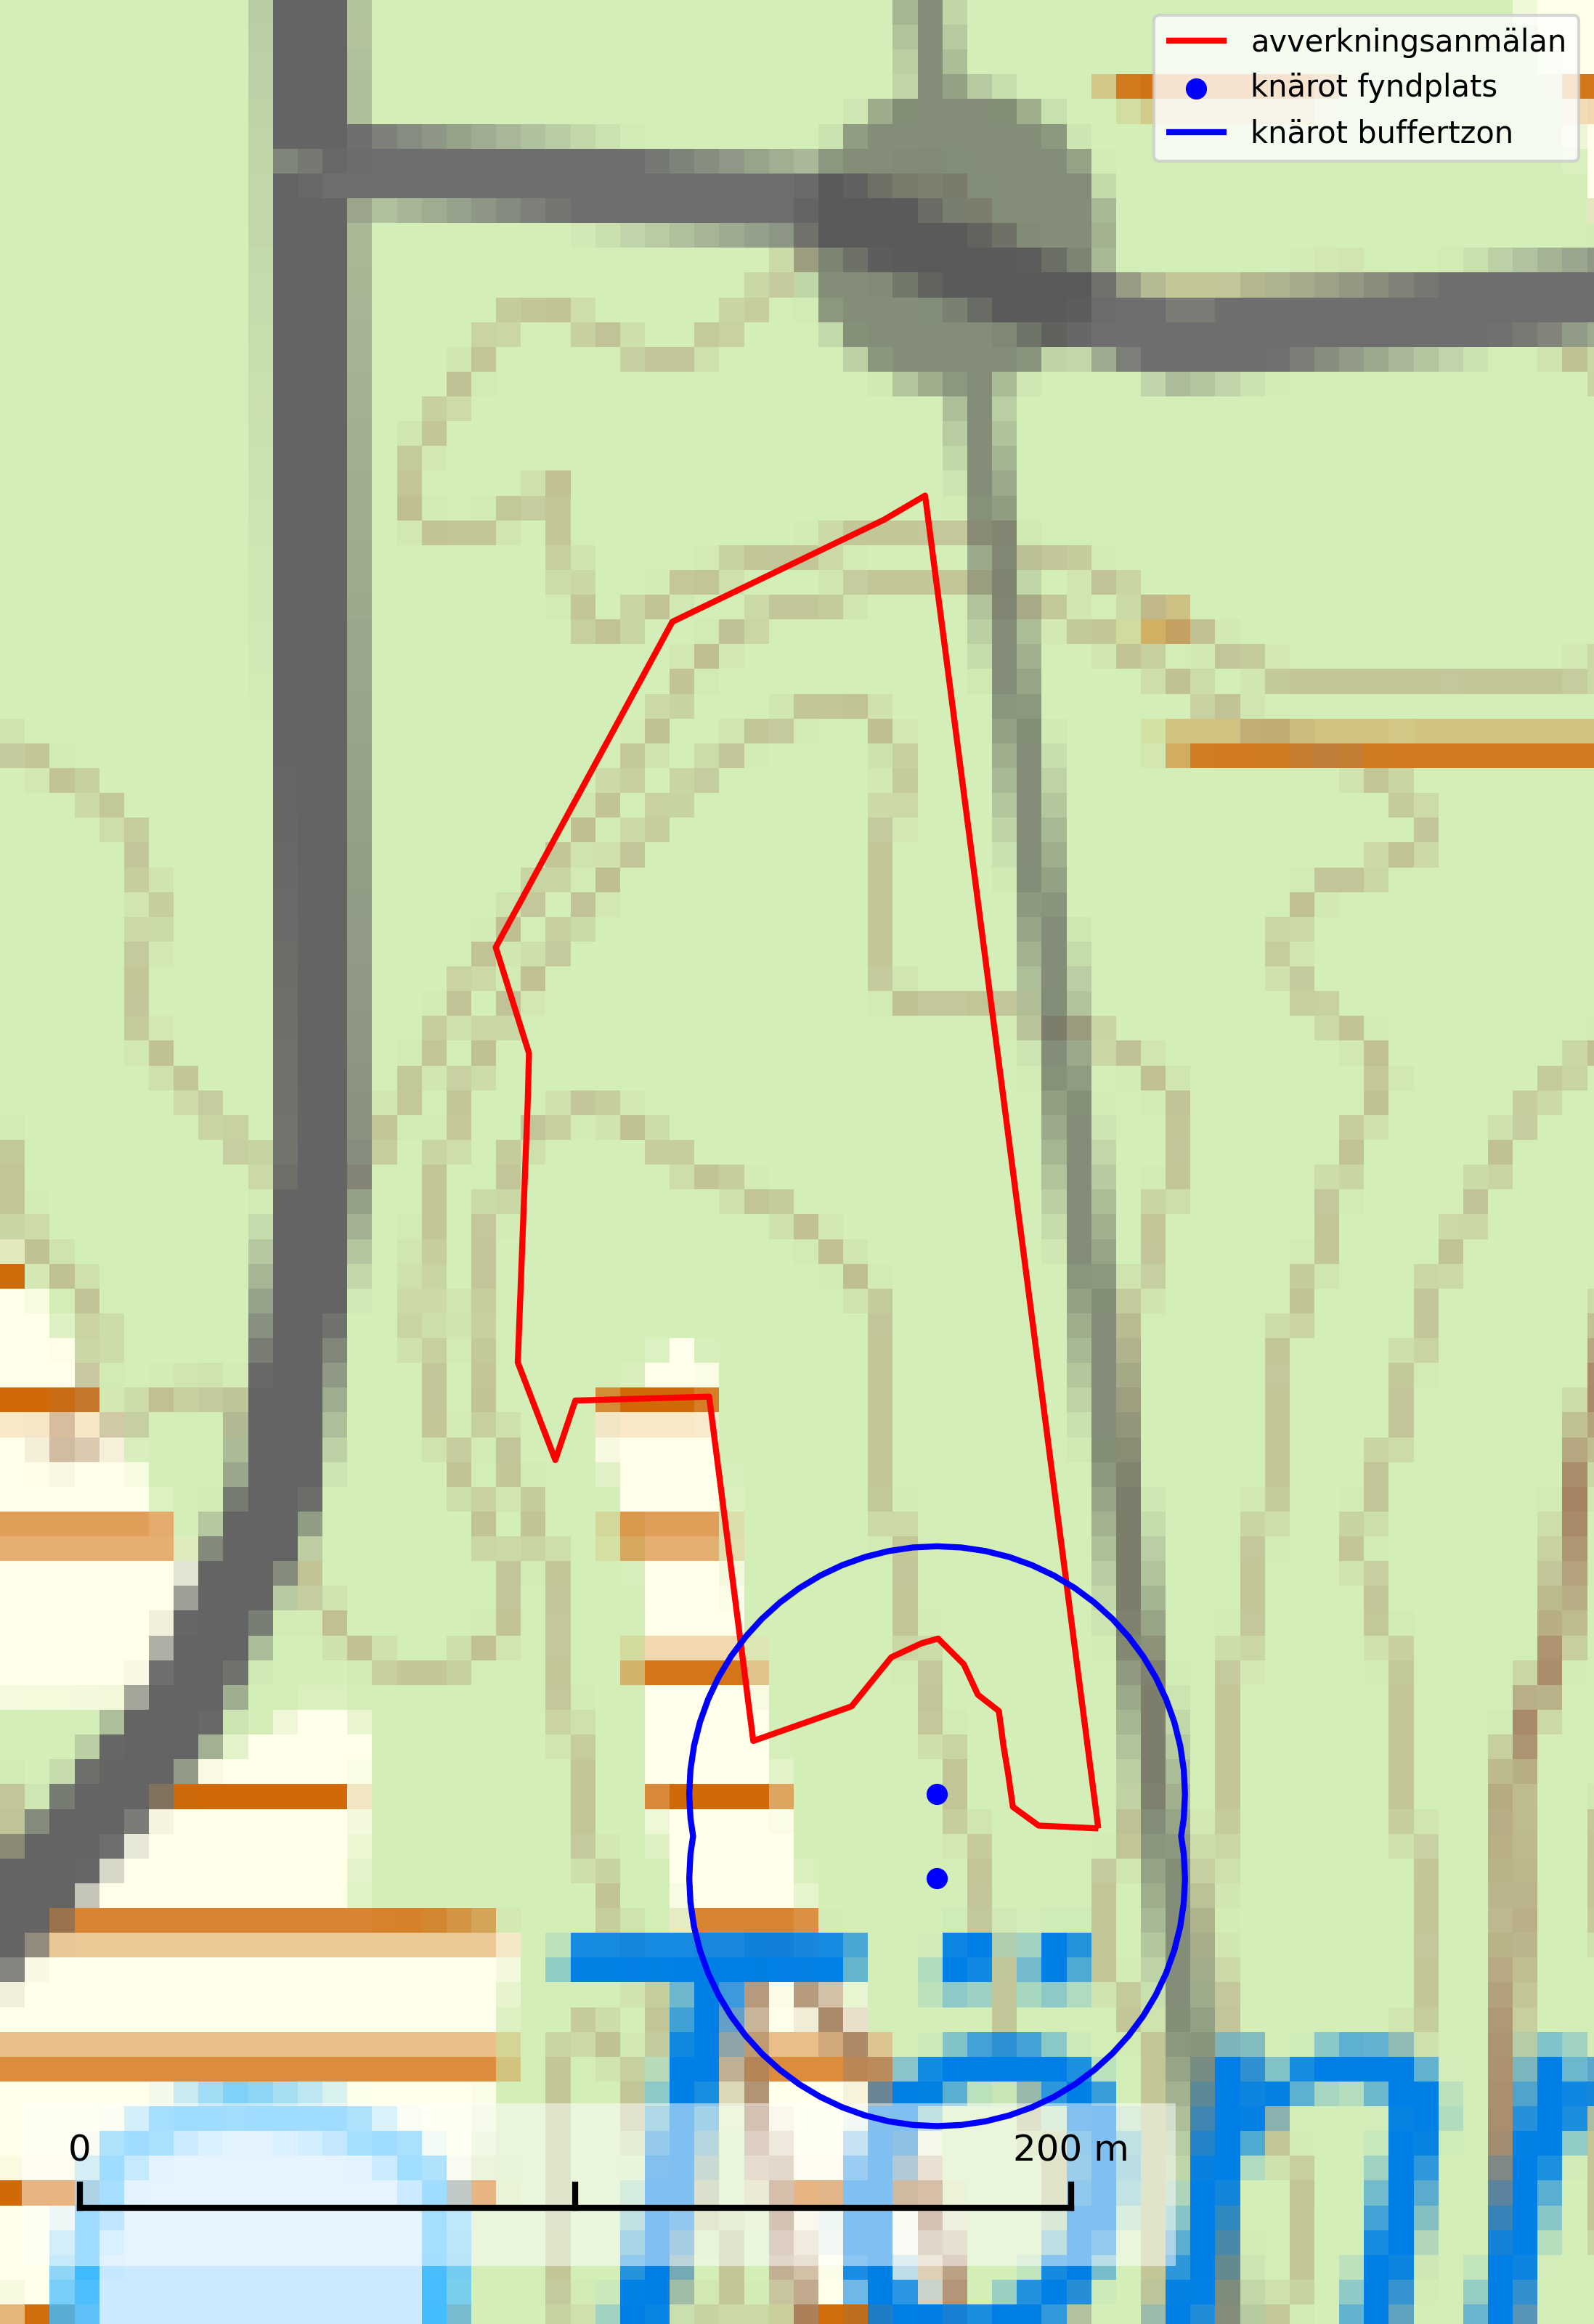 avverkningsanmälan
knärot fyndplats
knärot buffertzon
0 200 m